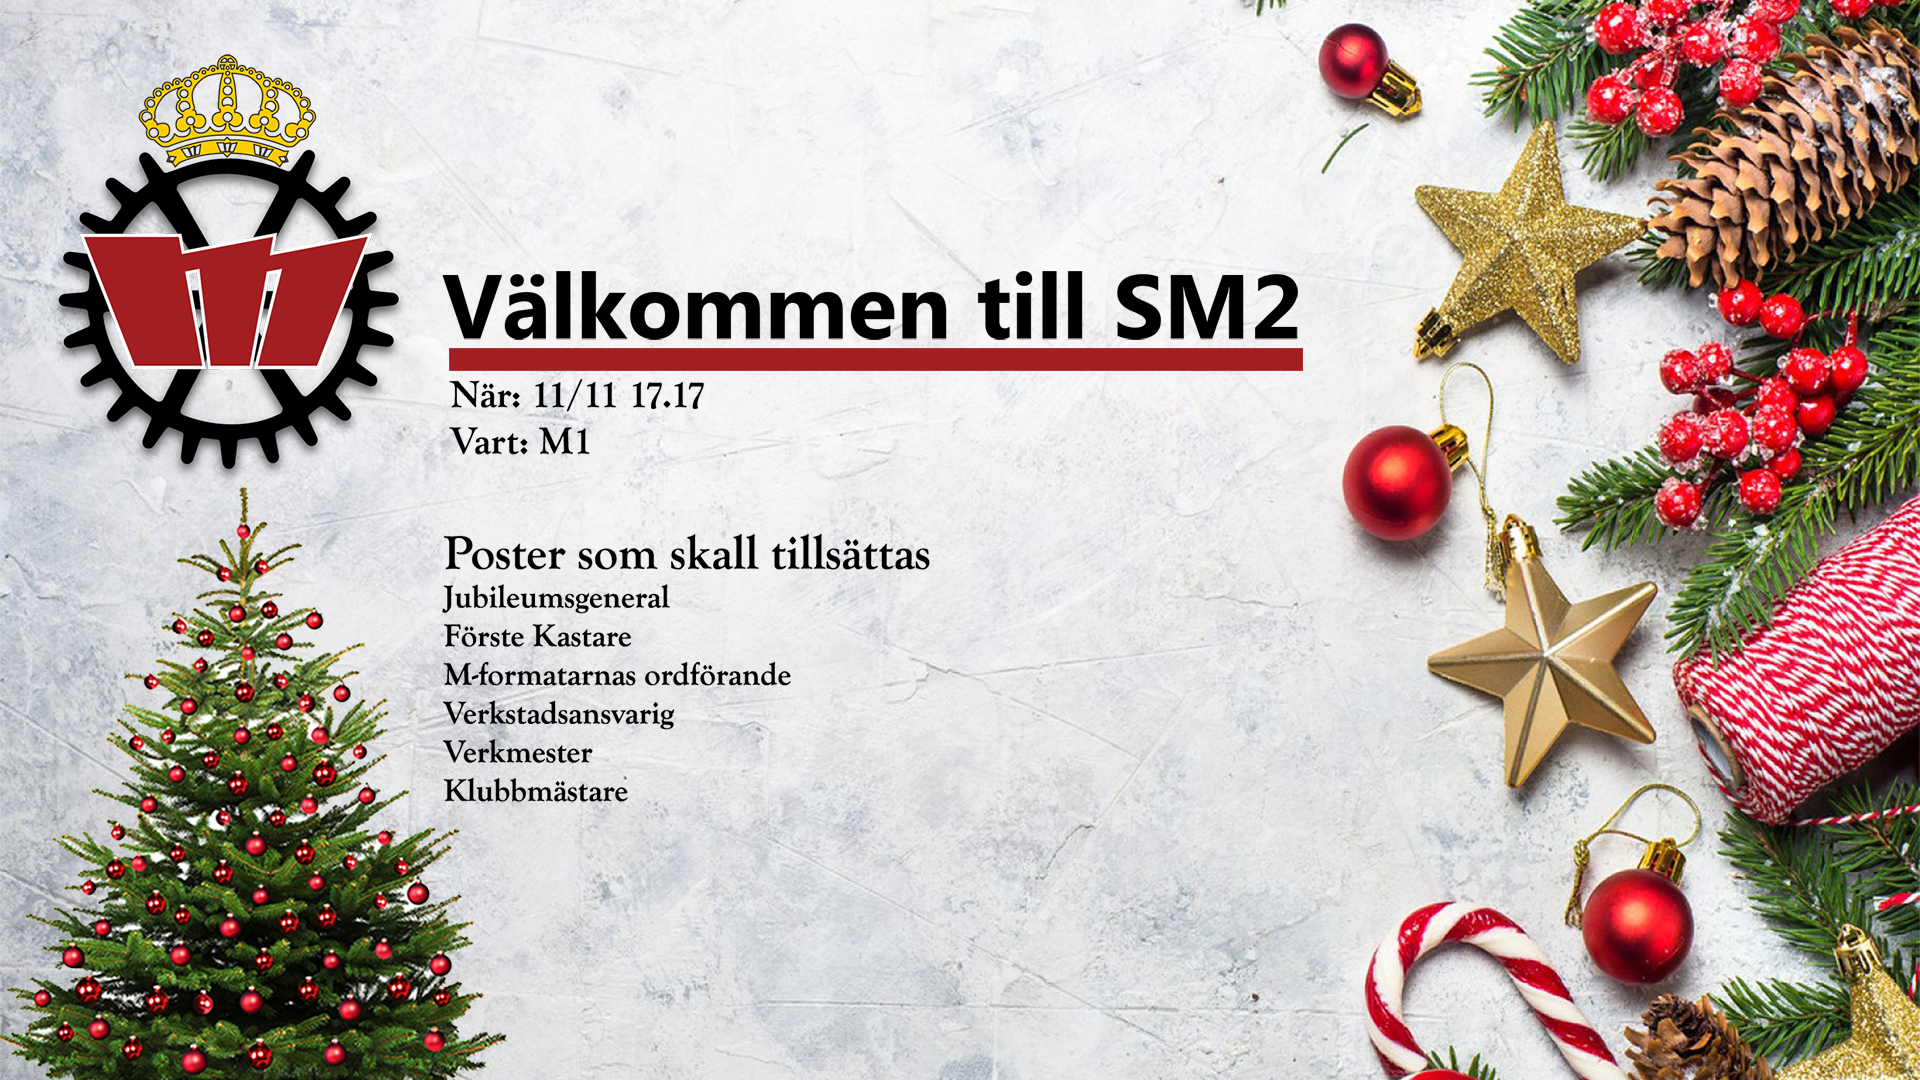 Välkommen till SM2
När: 11/11 17.17
Vart: M1
Poster som skall tillsättas
Jubileumsgeneral
Förste Kastare
M-formatarnas ordförande
Verkstadsansvarig
Verkmester
Klubbmästare